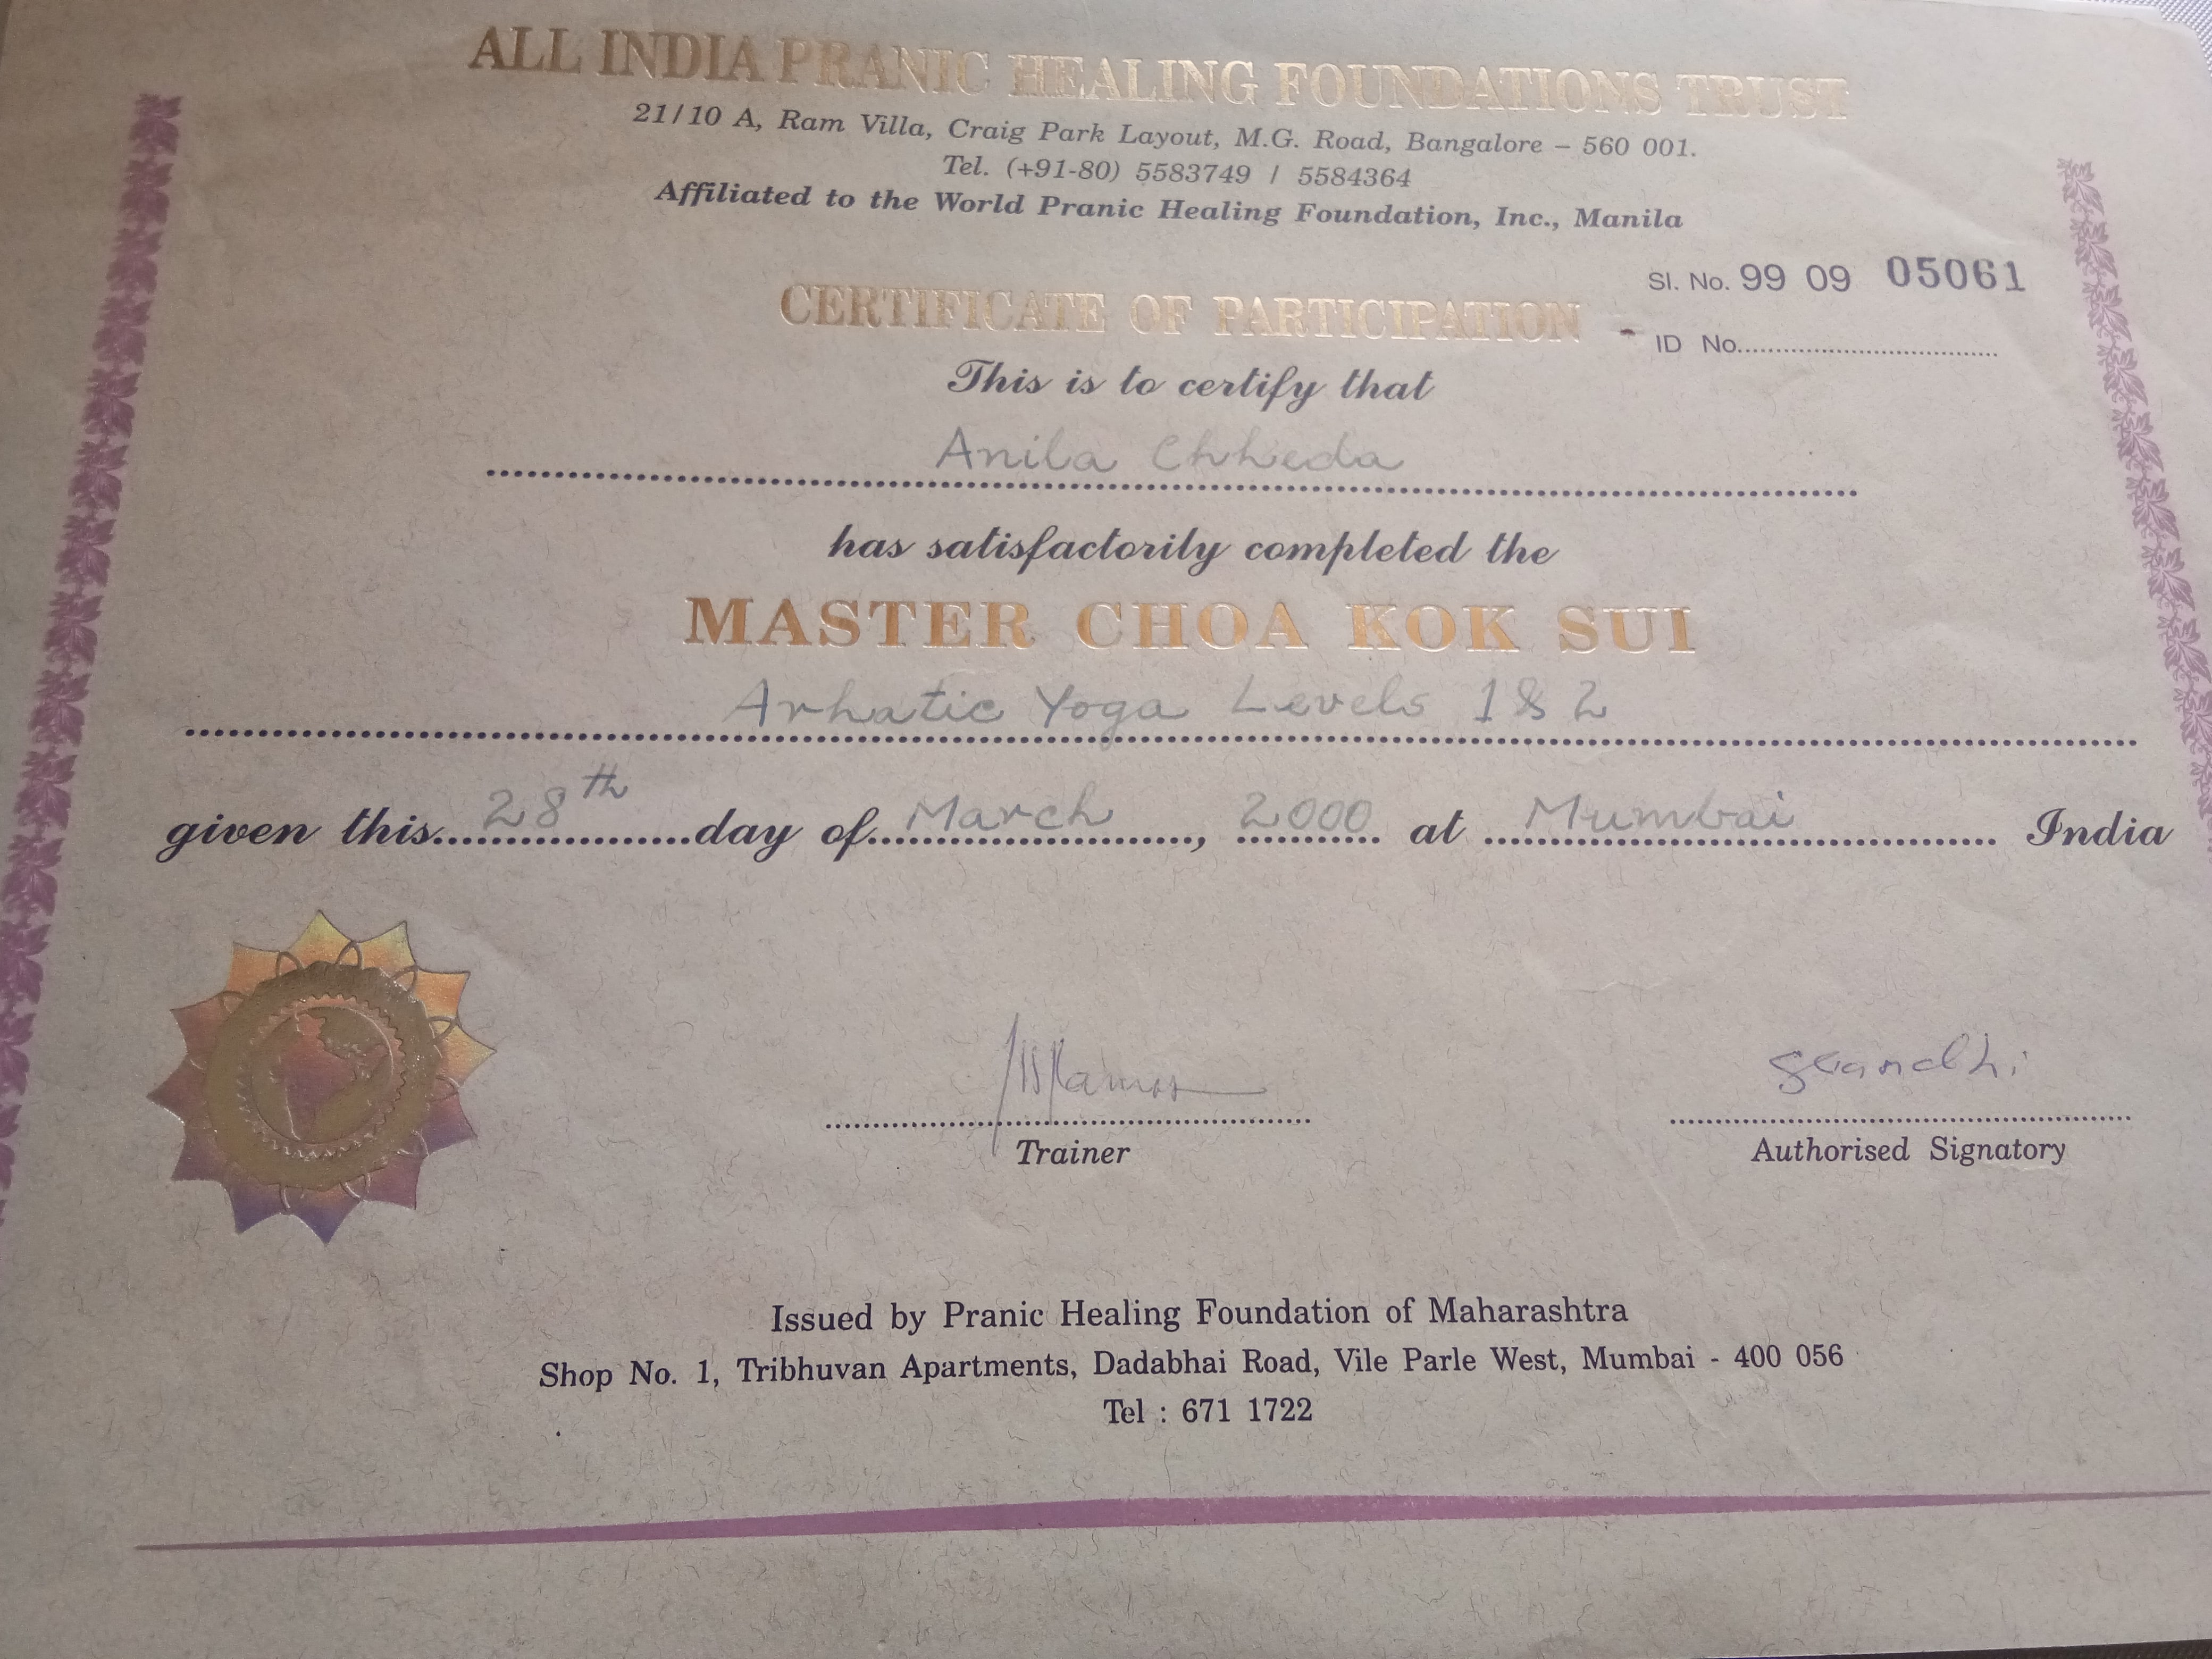 ALL INDIA PRANIC HEALING FOUNDATIONS TRUST
21/10 A, Ram Villa, Craig Park Layout, M.G. Road, Bangalore – 560 001.
Tel. (+91-80) 5583749 / 5584364
Affiliated to the World Pranic Healing Foundation, Inc., Manila
Sl. No. 99 09 05061
CERTIFICATE OF PARTICIPATION
ID No.
This is to certify that
Anila Chheda
has satisfactorily completed the
MASTER CHOA KOK SUI
Arhatic Yoga Levels 1 & 2
given this 28th day of March, 2000 at Mumbai India
Trainer
Authorised Signatory
Issued by Pranic Healing Foundation of Maharashtra
Shop No. 1, Tribhuvan Apartments, Dadabhai Road, Vile Parle West, Mumbai - 400 056
Tel : 671 1722